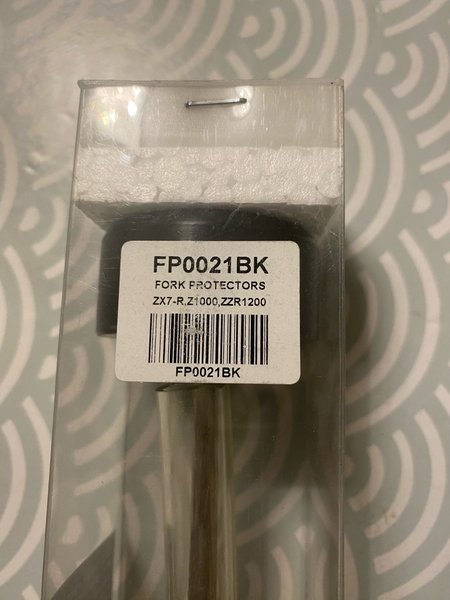 FP0021BK
FORK PROTECTORS
ZX7-R,Z1000,ZZR1200
FP0021BK